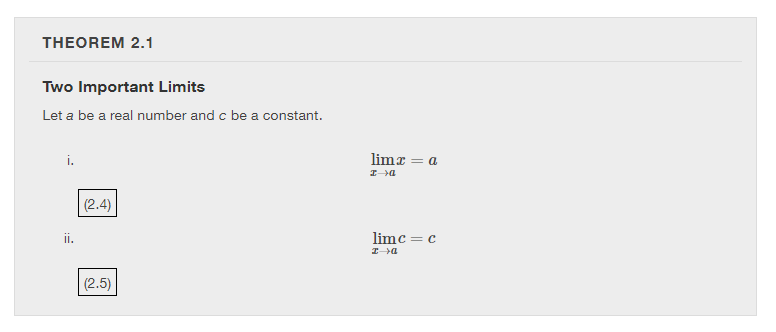 THEOREM 2.1
Two Important Limits
Let a be a real number and c be a constant.
i.
lim x = a
x→a
(2.4)
ii.
lim c = c
x→a
(2.5)